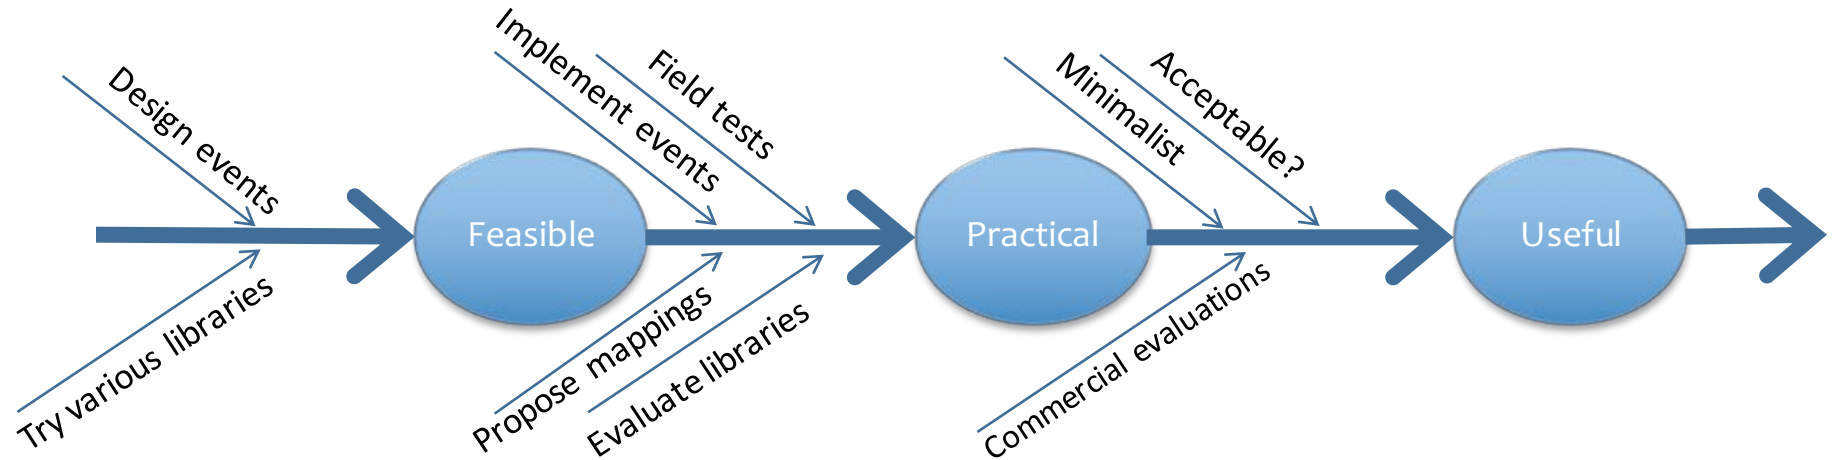 Design events
Try various libraries
Feasible
Implement events
Field tests
Propose mappings
Evaluate libraries
Practical
Minimalist
Acceptable?
Commercial evaluations
Useful